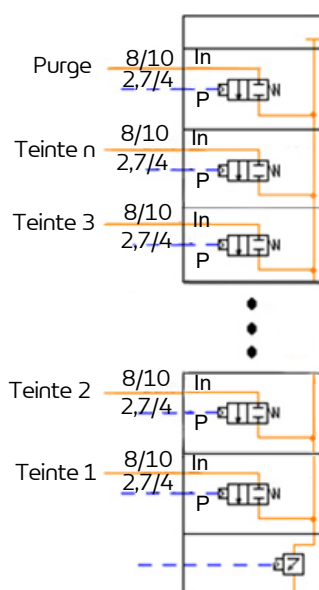 Purge 8/10 In
2,7/4 P
Teinte n 8/10 In
2,7/4 P
Teinte 3 8/10 In
2,7/4 P
Teinte 2 8/10 In
2,7/4 P
Teinte 1 8/10 In
2,7/4 P